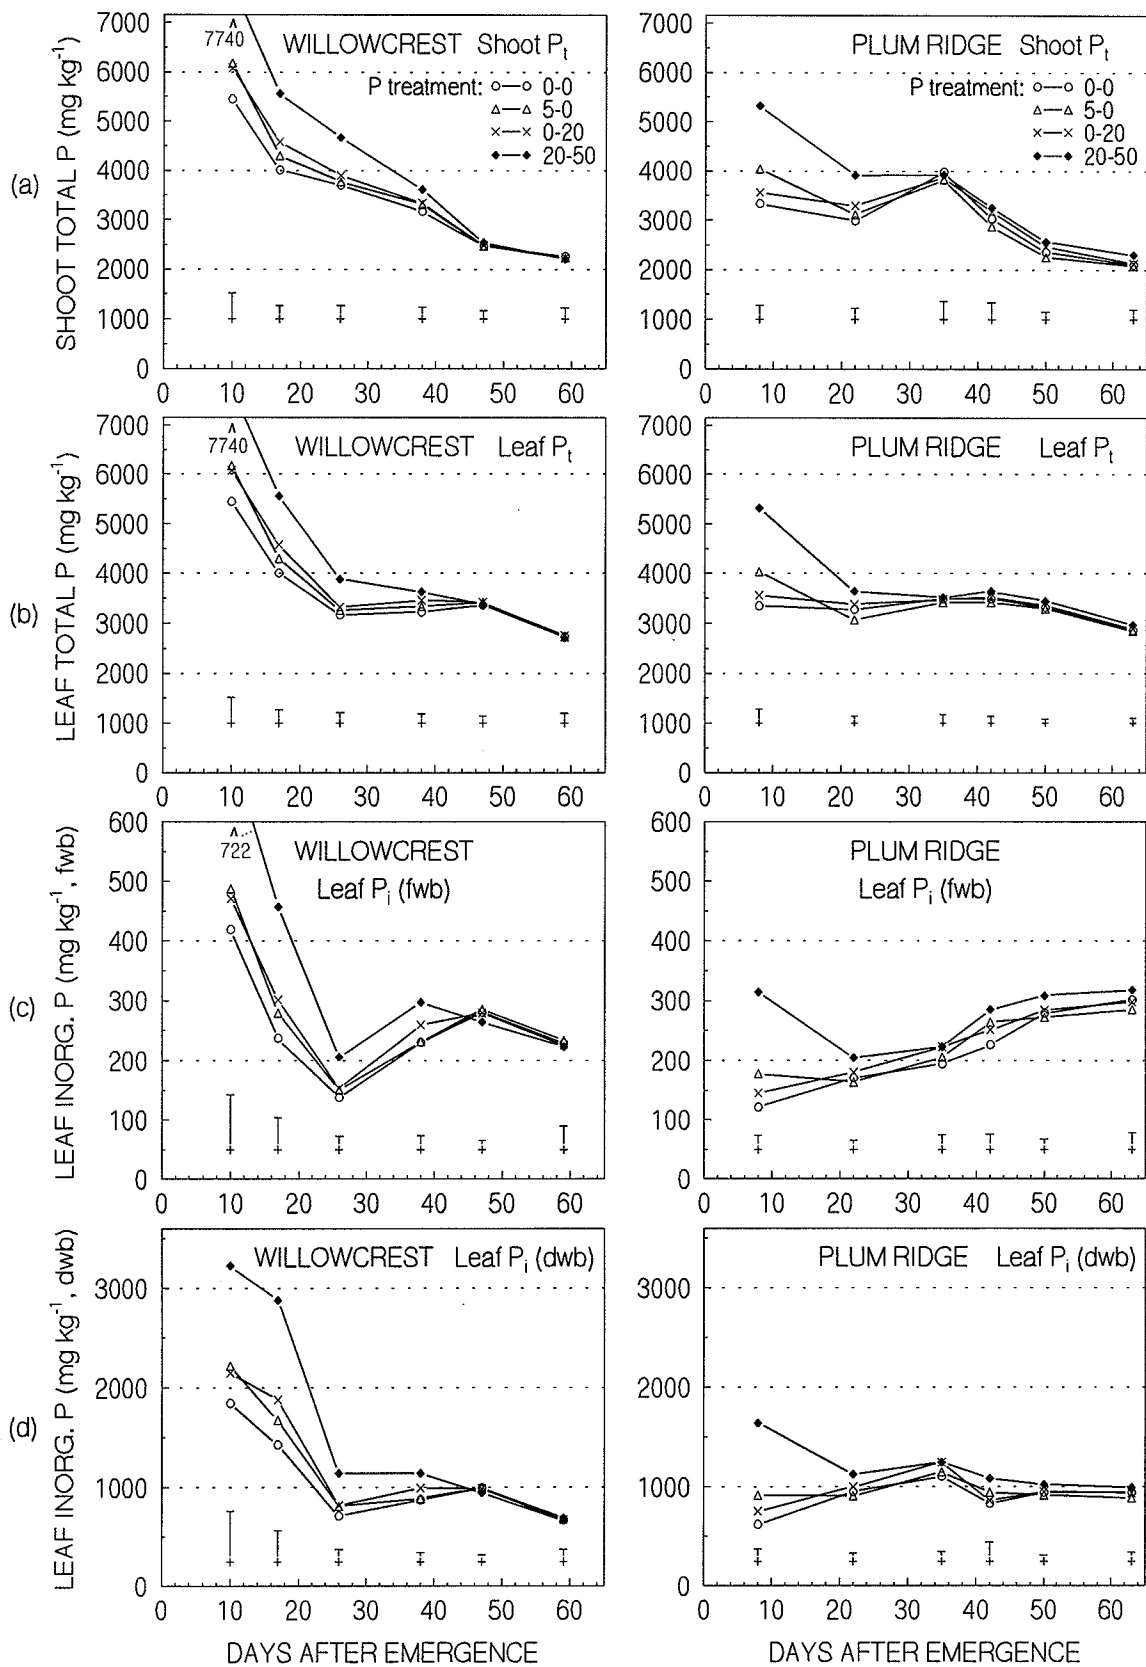 (a)
SHOOT TOTAL P (mg kg⁻¹)
7000
6000
5000
4000
3000
2000
1000
0
0 10 20 30 40 50 60
7740
WILLOWCREST Shoot Pt
PLUM RIDGE Shoot Pt
P treatment: 0-0
5-0
0-20
20-50
P treatment: 0-0
5-0
0-20
20-50
7000
6000
5000
4000
3000
2000
1000
0
0 10 20 30 40 50 60
(b)
LEAF TOTAL P (mg kg⁻¹)
7000
6000
5000
4000
3000
2000
1000
0
0 10 20 30 40 50 60
7740
WILLOWCREST Leaf Pt
PLUM RIDGE Leaf Pt
7000
6000
5000
4000
3000
2000
1000
0
0 10 20 30 40 50 60
(c)
LEAF INORG. P (mg kg⁻¹, fwb)
600
500
400
300
200
100
0
0 10 20 30 40 50 60
722
WILLOWCREST
Leaf Pi (fwb)
PLUM RIDGE
Leaf Pi (fwb)
600
500
400
300
200
100
0
0 10 20 30 40 50 60
(d)
LEAF INORG. P (mg kg⁻¹, dwb)
3000
2000
1000
0
0 10 20 30 40 50 60
WILLOWCREST Leaf Pi (dwb)
PLUM RIDGE Leaf Pi (dwb)
3000
2000
1000
0
0 10 20 30 40 50 60
DAYS AFTER EMERGENCE
DAYS AFTER EMERGENCE